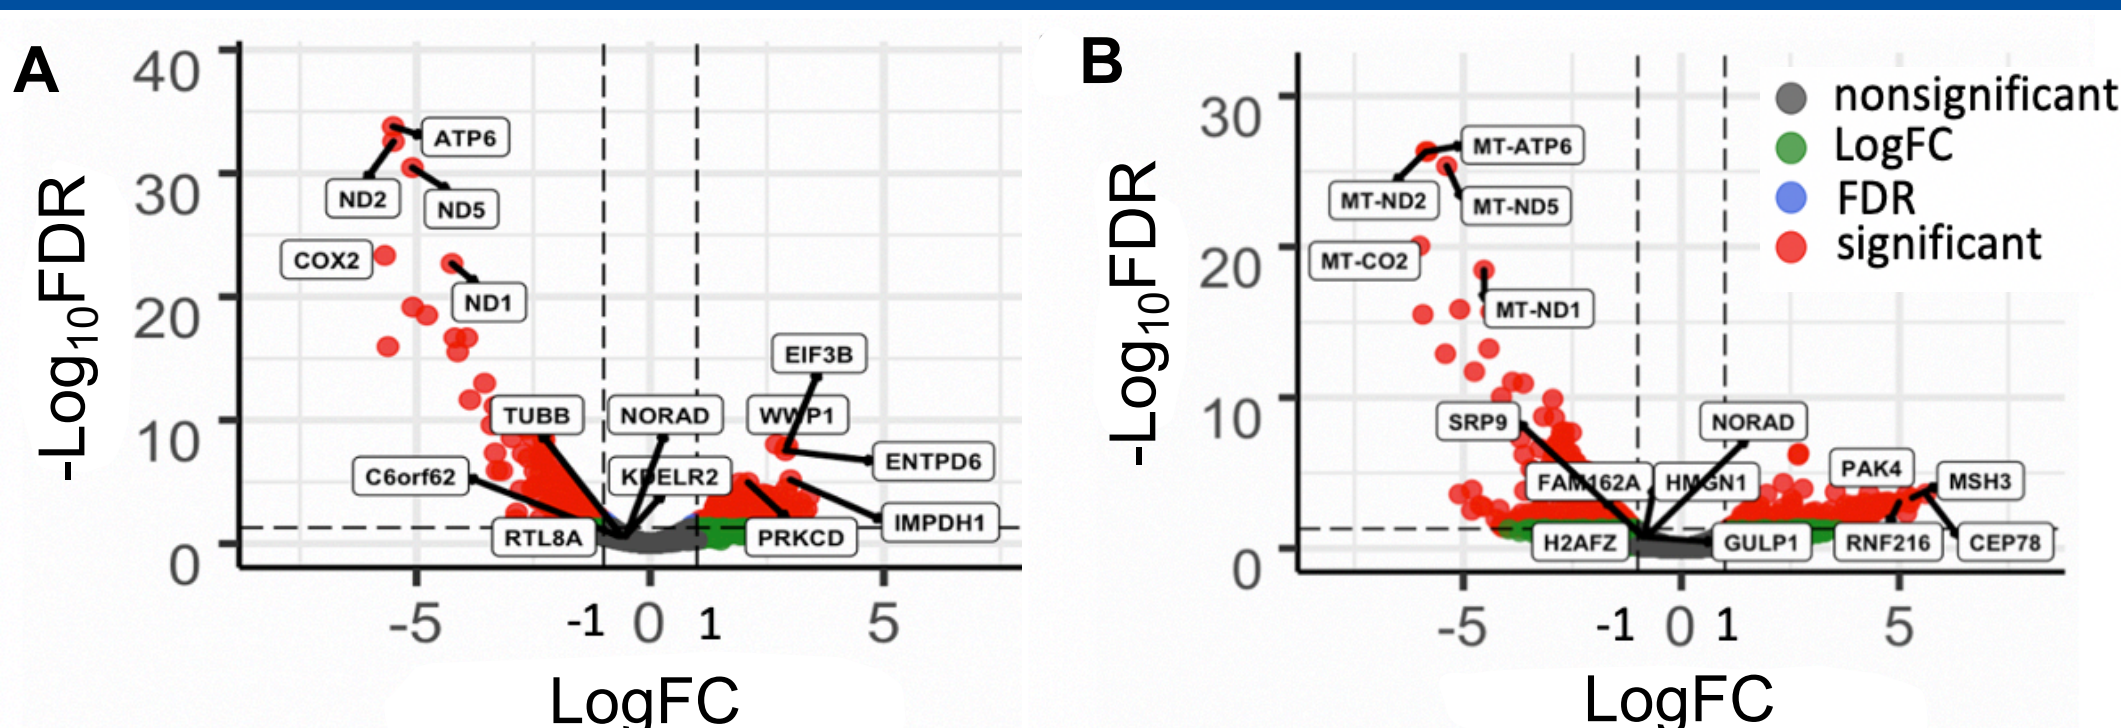 A
-Log10FDR
40
30
20
10
0
ATP6
ND2
ND5
COX2
ND1
EIF3B
TUBB
NORAD
WWP1
C6orf62
KDELR2
ENTPD6
RTL8A
PRKCD
IMPDH1
-5
-1
0
1
5
LogFC
B
-Log10FDR
30
20
10
0
MT-ATP6
MT-ND2
MT-ND5
MT-CO2
MT-ND1
SRP9
NORAD
FAM162A
HMGN1
PAK4
MSH3
H2AFZ
GULP1
RNF216
CEP78
-5
-1
0
1
5
LogFC
nonsignificant
LogFC
FDR
significant